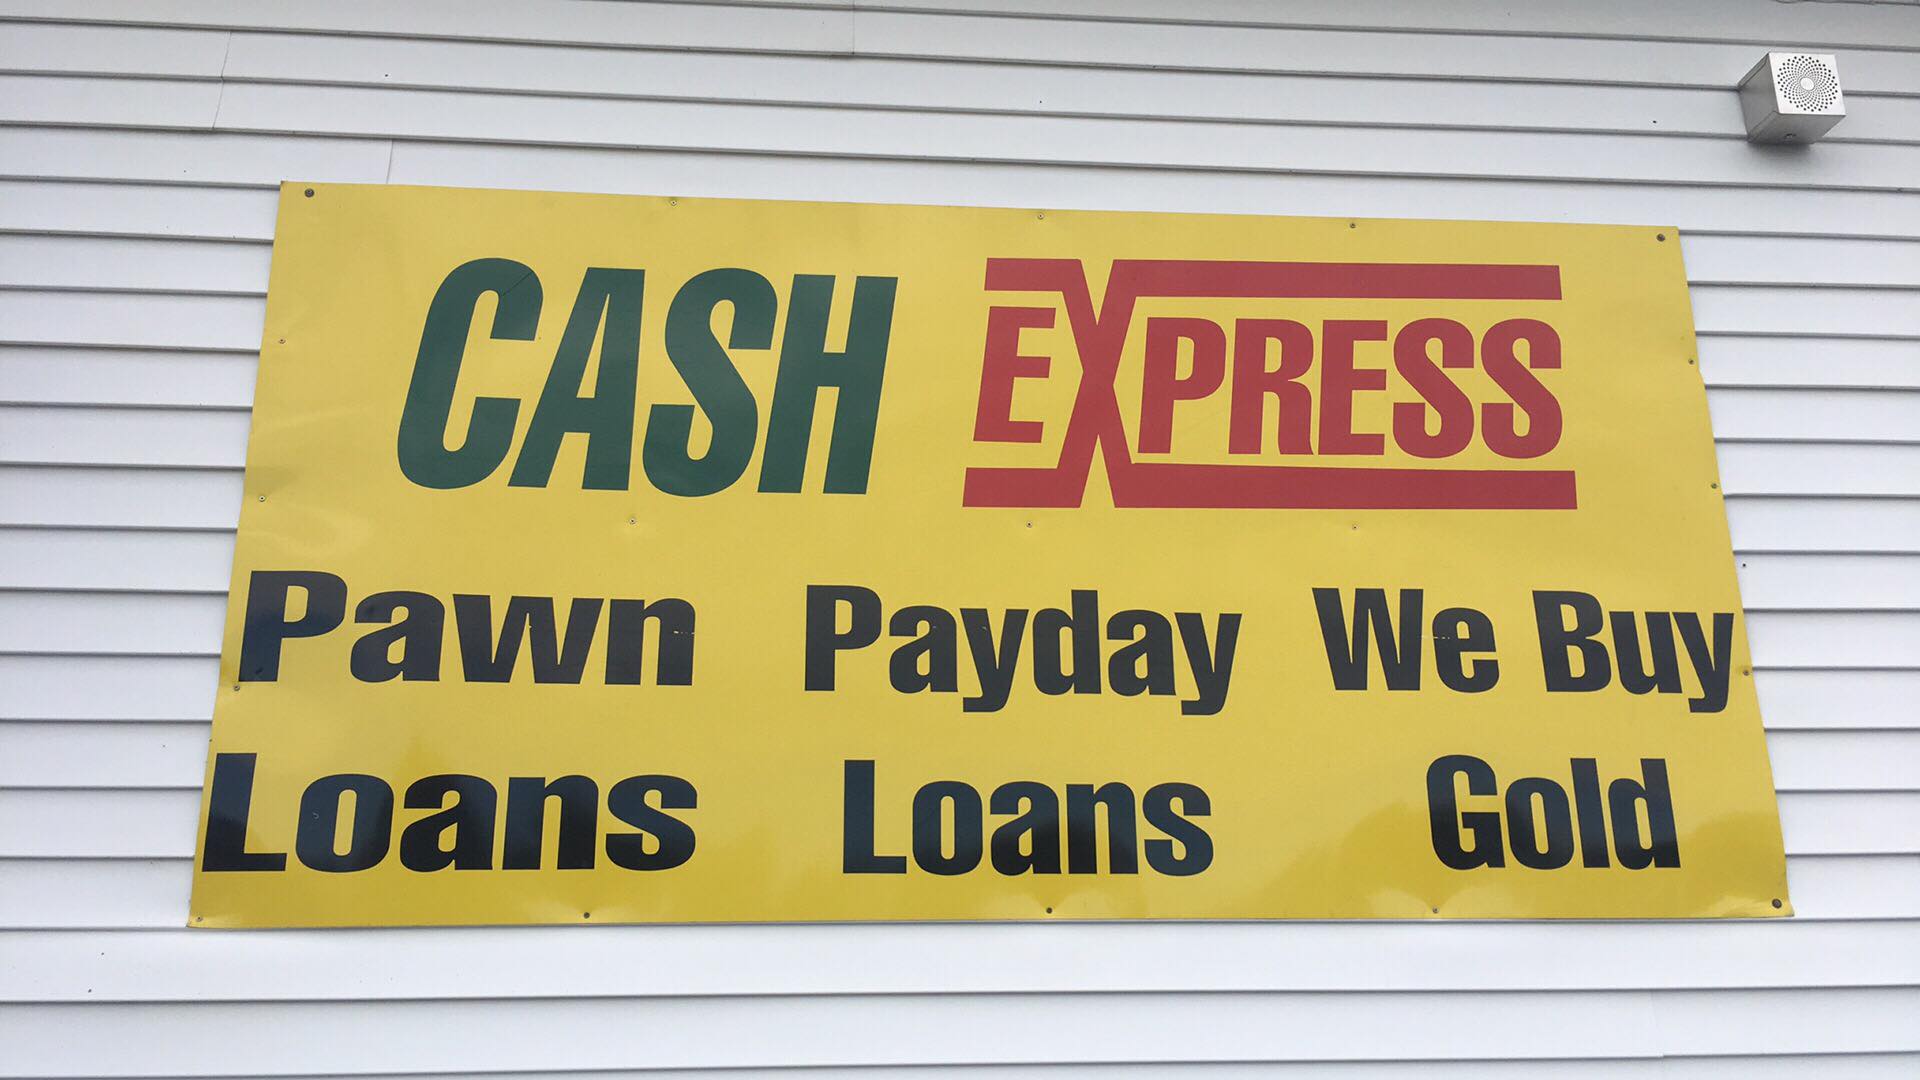 CASH EXPRESS
Pawn Loans
Payday Loans
We Buy Gold